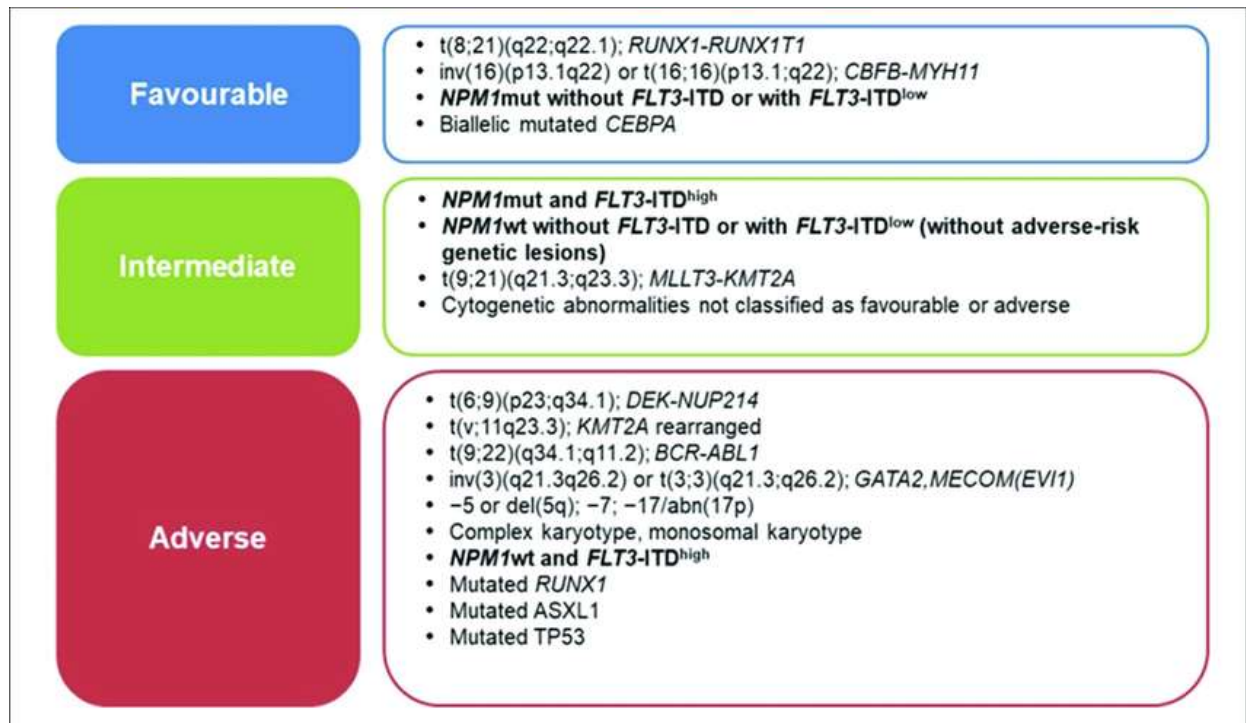 Favourable
• t(8;21)(q22;q22.1); RUNX1-RUNX1T1
• inv(16)(p13.1q22) or t(16;16)(p13.1;q22); CBFB-MYH11
• NPM1mut without FLT3-ITD or with FLT3-ITDlow
• Biallelic mutated CEBPA
Intermediate
• NPM1mut and FLT3-ITDhigh
• NPM1wt without FLT3-ITD or with FLT3-ITDlow (without adverse-risk
genetic lesions)
• t(9;21)(q21.3;q23.3); MLLT3-KMT2A
• Cytogenetic abnormalities not classified as favourable or adverse
Adverse
• t(6;9)(p23;q34.1); DEK-NUP214
• t(v;11q23.3); KMT2A rearranged
• t(9;22)(q34.1;q11.2); BCR-ABL1
• inv(3)(q21.3q26.2) or t(3;3)(q21.3;q26.2); GATA2,MECOM(EVI1)
• −5 or del(5q); −7; −17/abn(17p)
• Complex karyotype, monosomal karyotype
• NPM1wt and FLT3-ITDhigh
• Mutated RUNX1
• Mutated ASXL1
• Mutated TP53